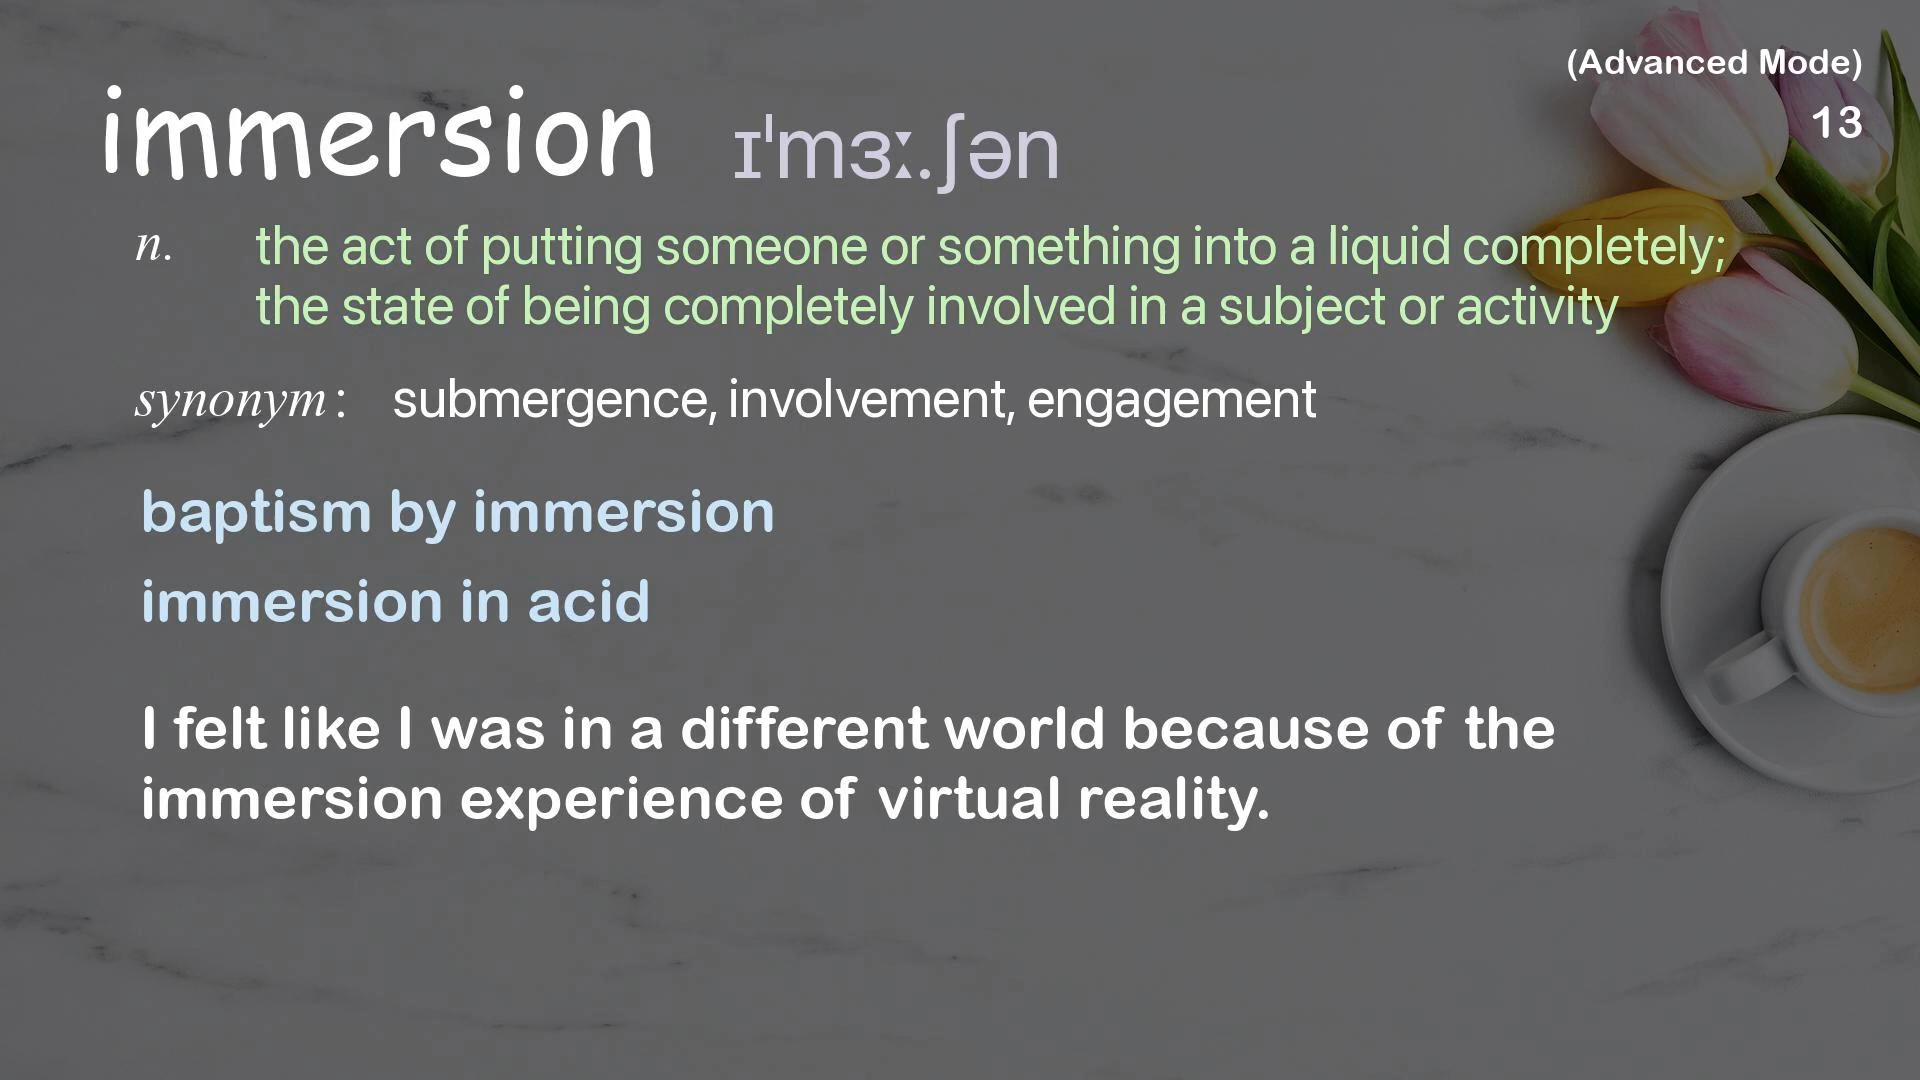 (Advanced Mode)
immersion ɪˈmɜː.ʃən
13
n. the act of putting someone or something into a liquid completely;
the state of being completely involved in a subject or activity
synonym : submergence, involvement, engagement
baptism by immersion
immersion in acid
I felt like I was in a different world because of the
immersion experience of virtual reality.